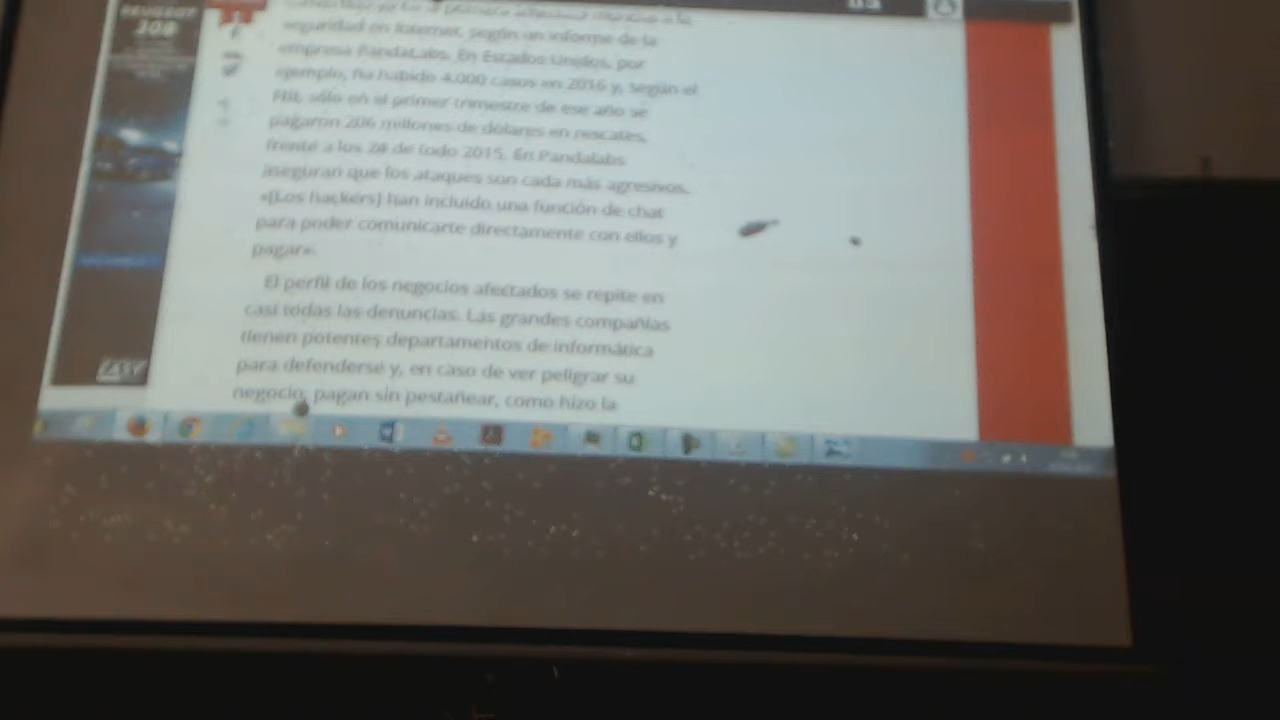 PEUGEOT
108
seguridad en Internet, según un informe de la
empresa PandaLabs. En Estados Unidos, por
ejemplo, ha habido 4.000 casos en 2016 y, según el
FBI, sólo en el primer trimestre de ese año se
pagaron 206 millones de dólares en rescates,
frente a los 24 de todo 2015. En Pandalabs
aseguran que los ataques son cada más agresivos.
«[Los hackers] han incluido una función de chat
para poder comunicarte directamente con ellos y
pagar».
El perfil de los negocios afectados se repite en
casi todas las denuncias. Las grandes compañías
tienen potentes departamentos de informática
para defenderse y, en caso de ver peligrar su
negocio, pagan sin pestañear, como hizo la